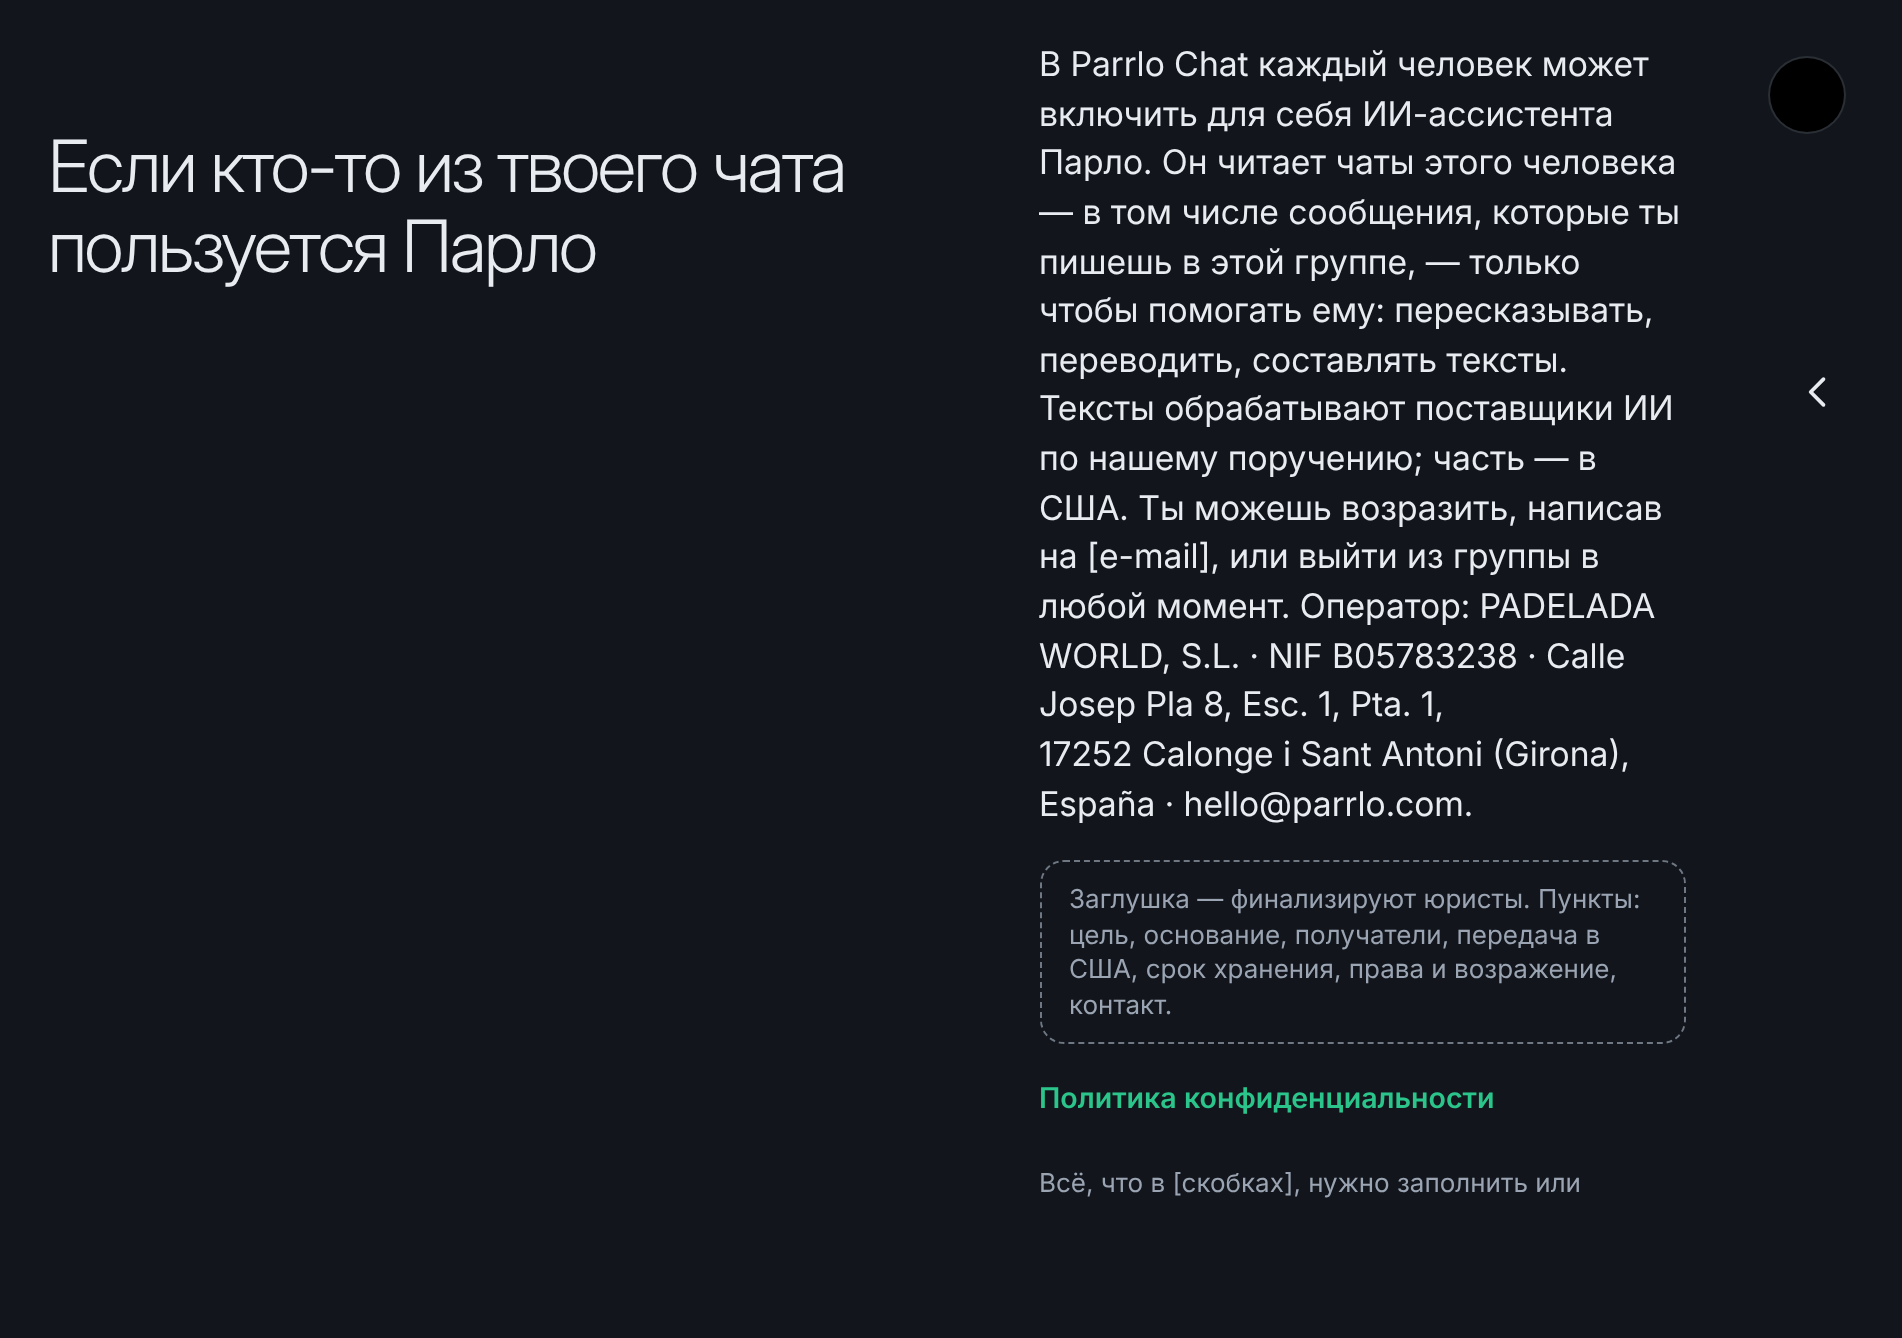 Если кто-то из твоего чата
пользуется Парло
В Parrlo Chat каждый человек может
включить для себя ИИ-ассистента
Парло. Он читает чаты этого человека
— в том числе сообщения, которые ты
пишешь в этой группе, — только
чтобы помогать ему: пересказывать,
переводить, составлять тексты.
Тексты обрабатывают поставщики ИИ
по нашему поручению; часть — в
США. Ты можешь возразить, написав
на [e-mail], или выйти из группы в
любой момент. Оператор: PADELADA
WORLD, S.L. · NIF B05783238 · Calle
Josep Pla 8, Esc. 1, Pta. 1,
17252 Calonge i Sant Antoni (Girona),
España · hello@parrlo.com.
Заглушка — финализируют юристы. Пункты:
цель, основание, получатели, передача в
США, срок хранения, права и возражение,
контакт.
Политика конфиденциальности
Всё, что в [скобках], нужно заполнить или